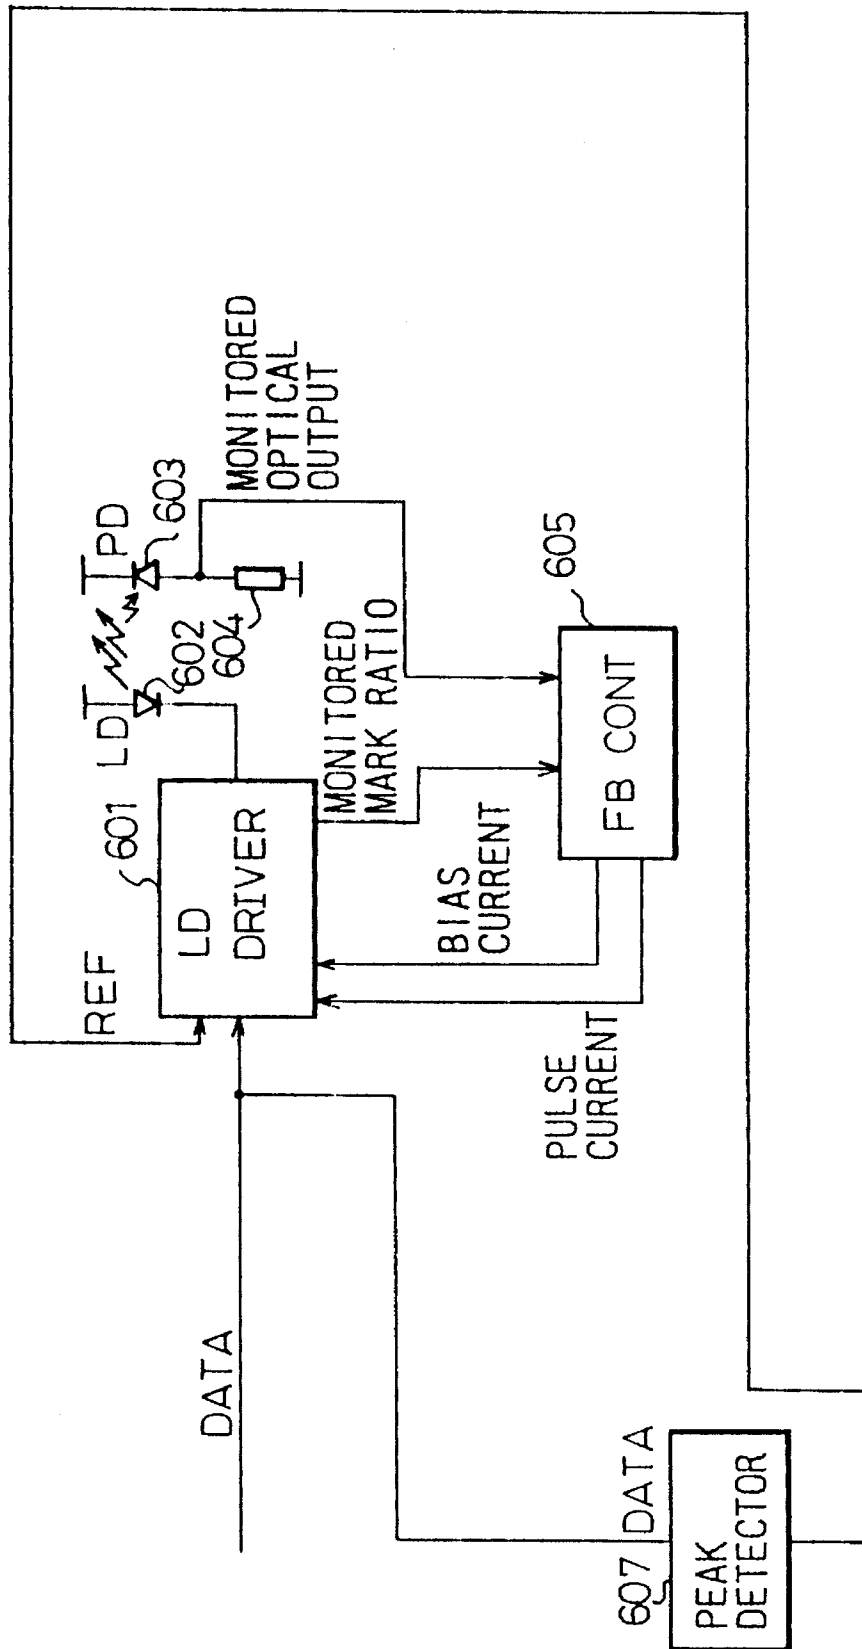 REF
601
LD
DRIVER
LD
602
PD
603
604
MONITORED
OPTICAL
OUTPUT
MONITORED
MARK RATIO
DATA
BIAS
CURRENT
PULSE
CURRENT
605
FB CONT
607
DATA
PEAK
DETECTOR